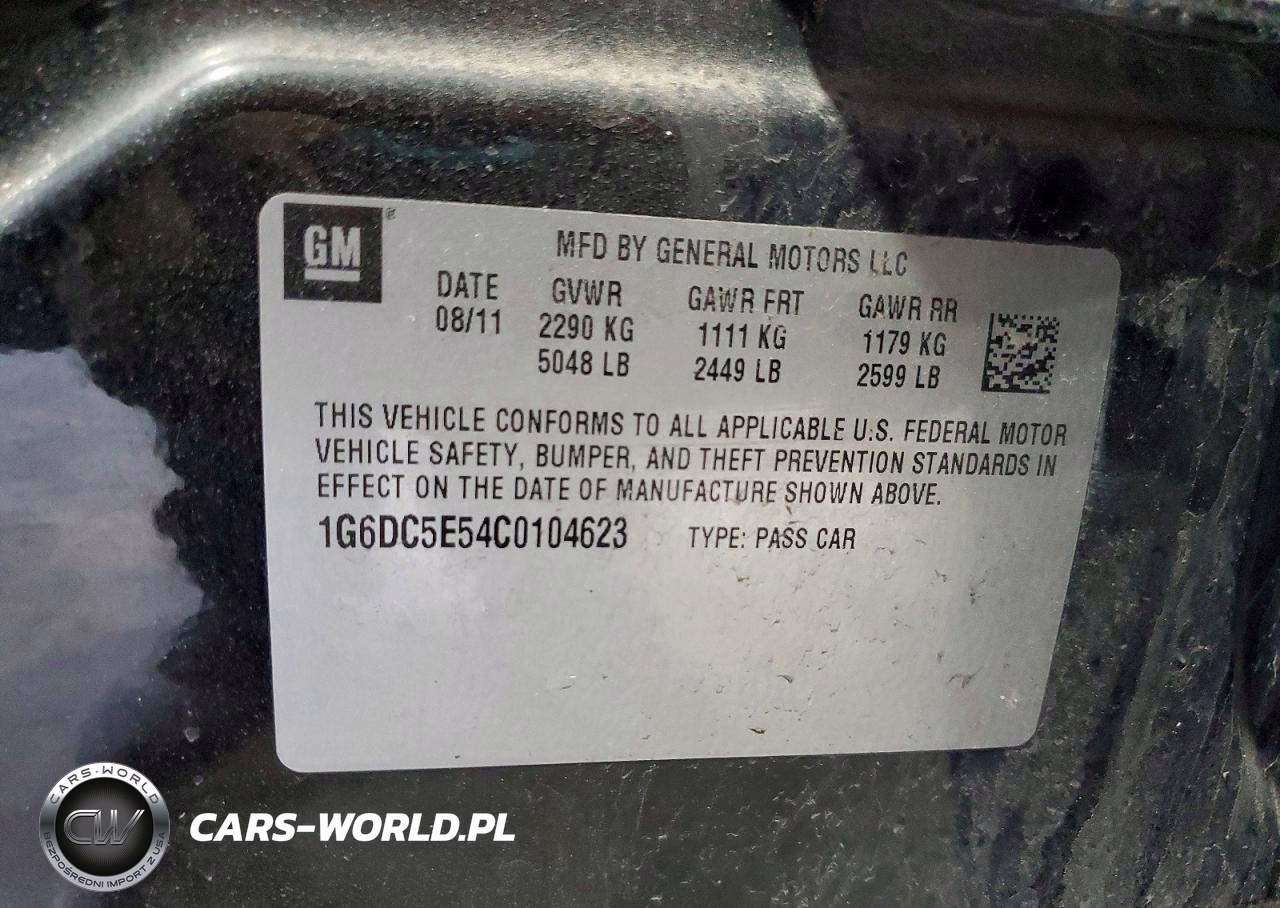 GM®
MFD BY GENERAL MOTORS LLC
DATE GVWR GAWR FRT GAWR RR
08/11 2290 KG 1111 KG 1179 KG
5048 LB 2449 LB 2599 LB
THIS VEHICLE CONFORMS TO ALL APPLICABLE U.S. FEDERAL MOTOR
VEHICLE SAFETY, BUMPER, AND THEFT PREVENTION STANDARDS IN
EFFECT ON THE DATE OF MANUFACTURE SHOWN ABOVE.
1G6DC5E54C0104623 TYPE: PASS CAR
CARS-WORLD
CW
BEZPOŚREDNI IMPORT Z USA
CARS-WORLD.PL